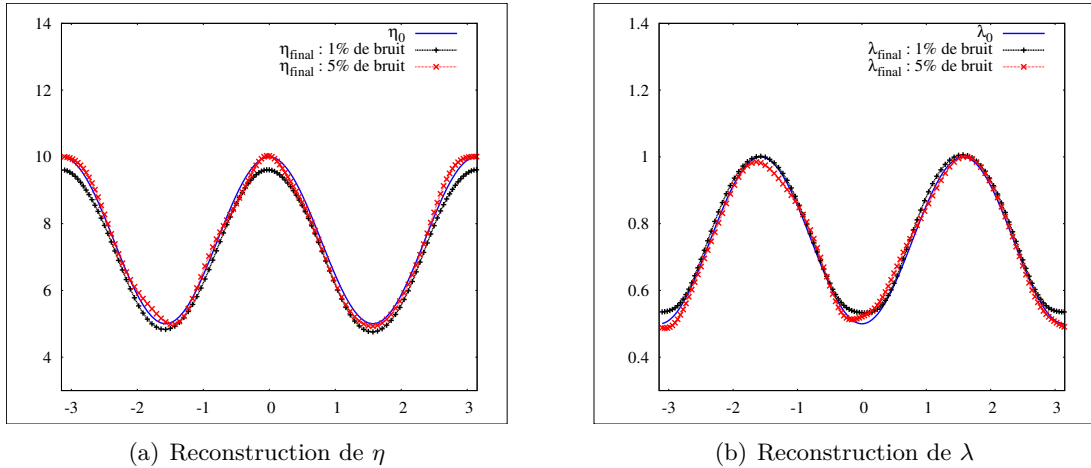 14
12
10
8
6
4
-3 -2 -1 0 1 2 3
η0
ηfinal : 1% de bruit
ηfinal : 5% de bruit
(a) Reconstruction de η
1.4
1.2
1
0.8
0.6
0.4
-3 -2 -1 0 1 2 3
λ0
λfinal : 1% de bruit
λfinal : 5% de bruit
(b) Reconstruction de λ